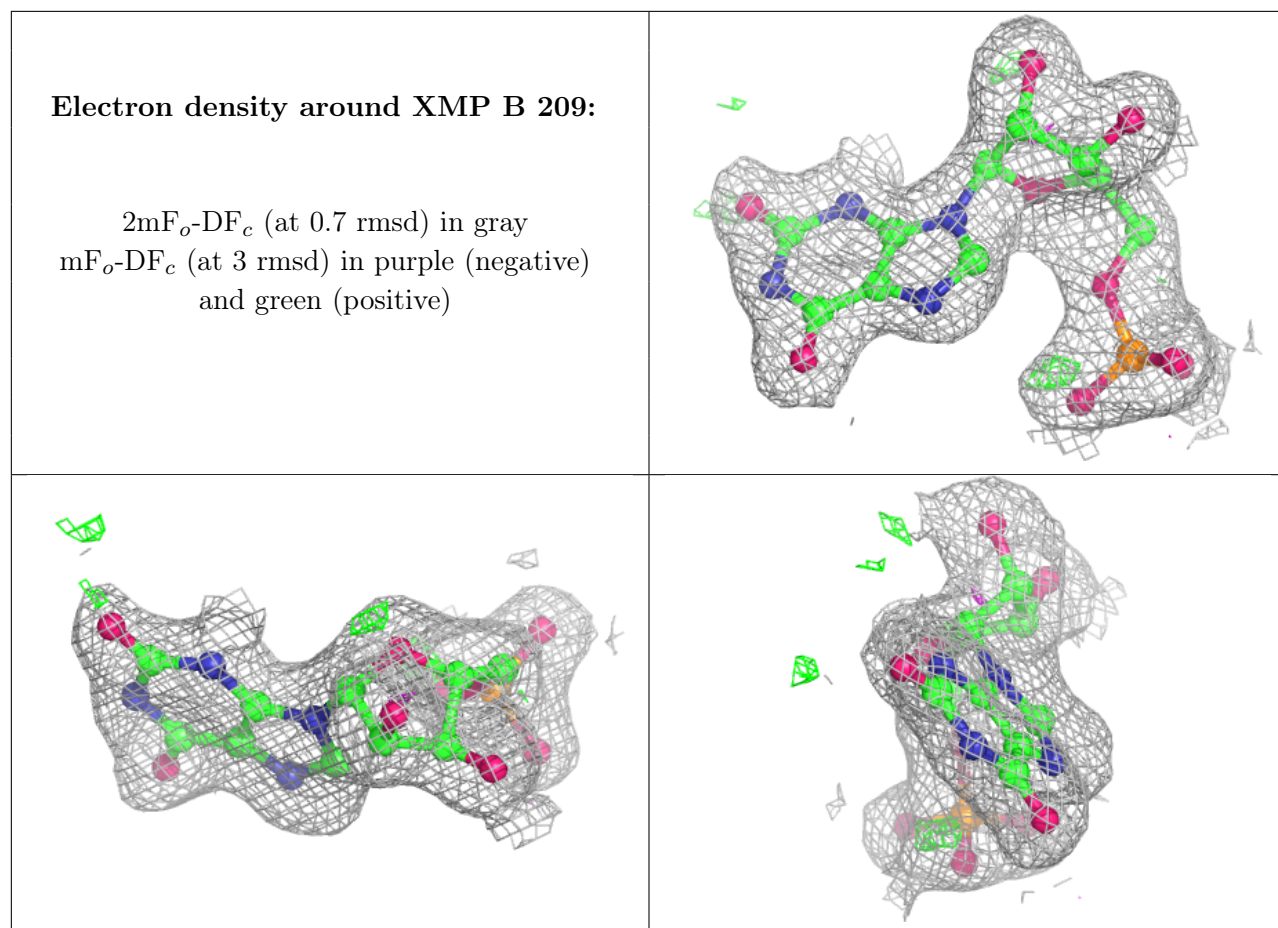 Electron density around XMP B 209:
2mFo-DFc (at 0.7 rmsd) in gray
mFo-DFc (at 3 rmsd) in purple (negative)
and green (positive)